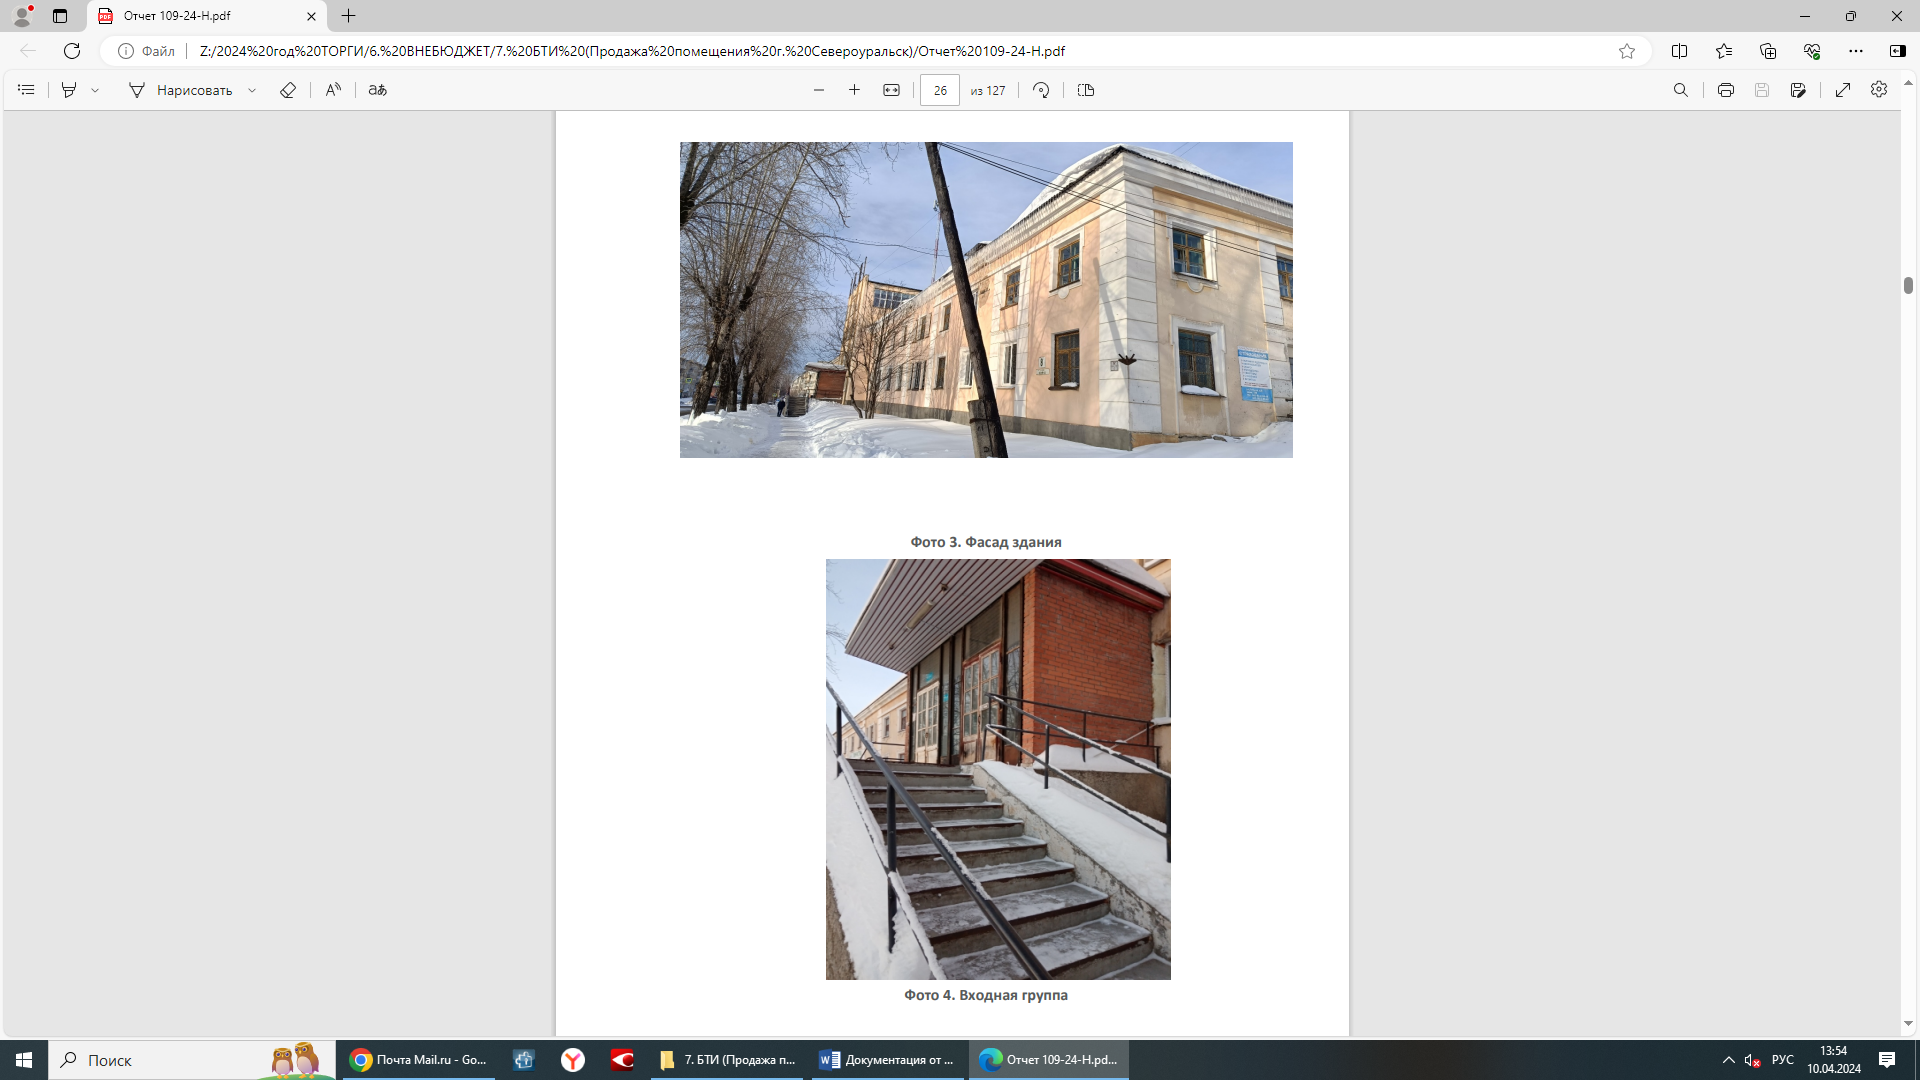 Отчет 109-24-Н.pdf
Файл
Z:/2024%20год%20ТОРГИ/6.%20ВНЕБЮДЖЕТ/7.%20БТИ%20(Продажа%20помещения%20г.%20Североуральск)/Отчет%20109-24-Н.pdf
Нарисовать
аあ
26
из 127
Фото 3. Фасад здания
Фото 4. Входная группа
Поиск
Почта Mail.ru - Go...
7. БТИ (Продажа п...
Документация от ...
Отчет 109-24-Н.pd...
РУС
13:54
10.04.2024